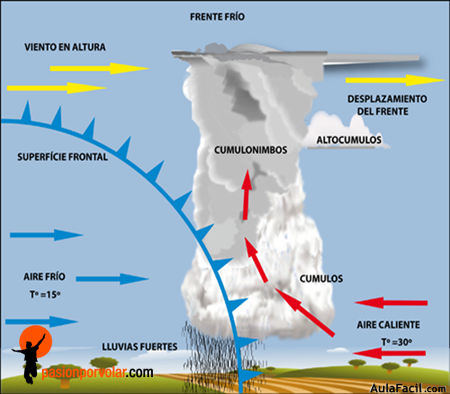 FRENTE FRÍO
VIENTO EN ALTURA
DESPLAZAMIENTO
DEL FRENTE
CUMULONIMBOS
ALTOCUMULOS
SUPERFÍCIE FRONTAL
AIRE FRÍO
Tº =15º
CUMULOS
AIRE CALIENTE
Tº =30º
LLUVIAS FUERTES
pasionporvolar.com
AulaFacil.com